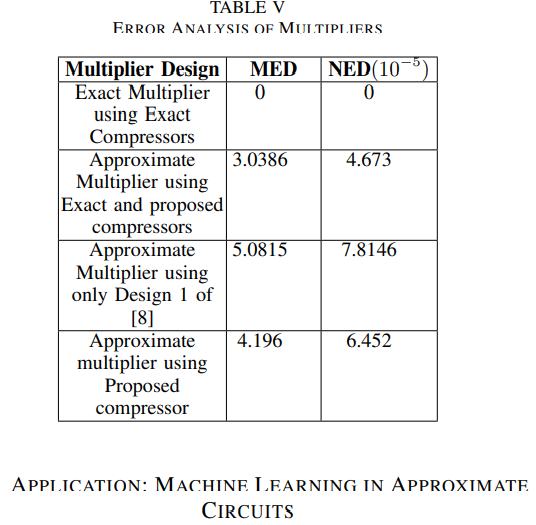 TABLE V
ERROR ANALYSIS OF MULTIPLIERS
Multiplier Design MED NED(10⁻⁵)
Exact Multiplier 0 0
using Exact
Compressors
Approximate 3.0386 4.673
Multiplier using
Exact and proposed
compressors
Approximate 5.0815 7.8146
Multiplier using
only Design 1 of
[8]
Approximate 4.196 6.452
multiplier using
Proposed
compressor
APPLICATION: MACHINE LEARNING IN APPROXIMATE
CIRCUITS